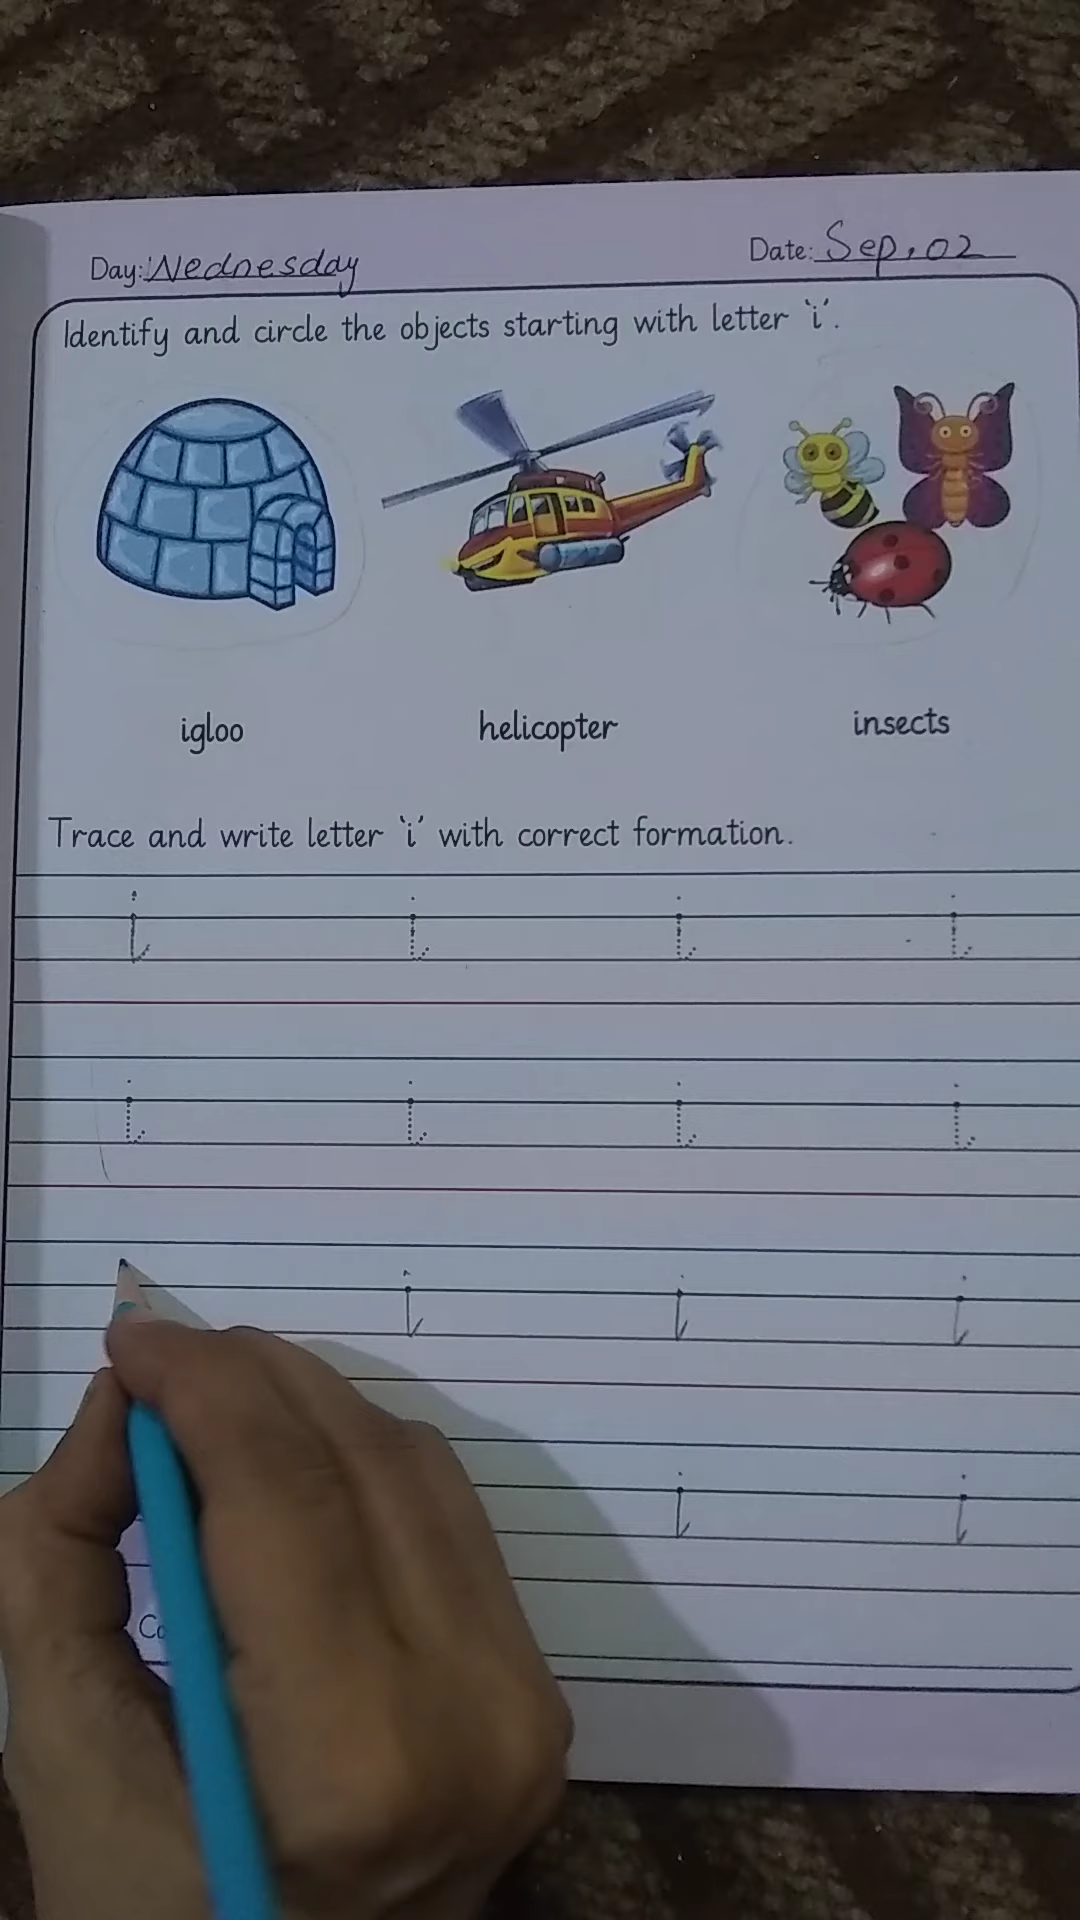 Day: Wednesday Date: Sep, 02
Identify and circle the objects starting with letter 'i'.
igloo helicopter insects
Trace and write letter 'i' with correct formation.
i i i i
i i i i
i i i
i i